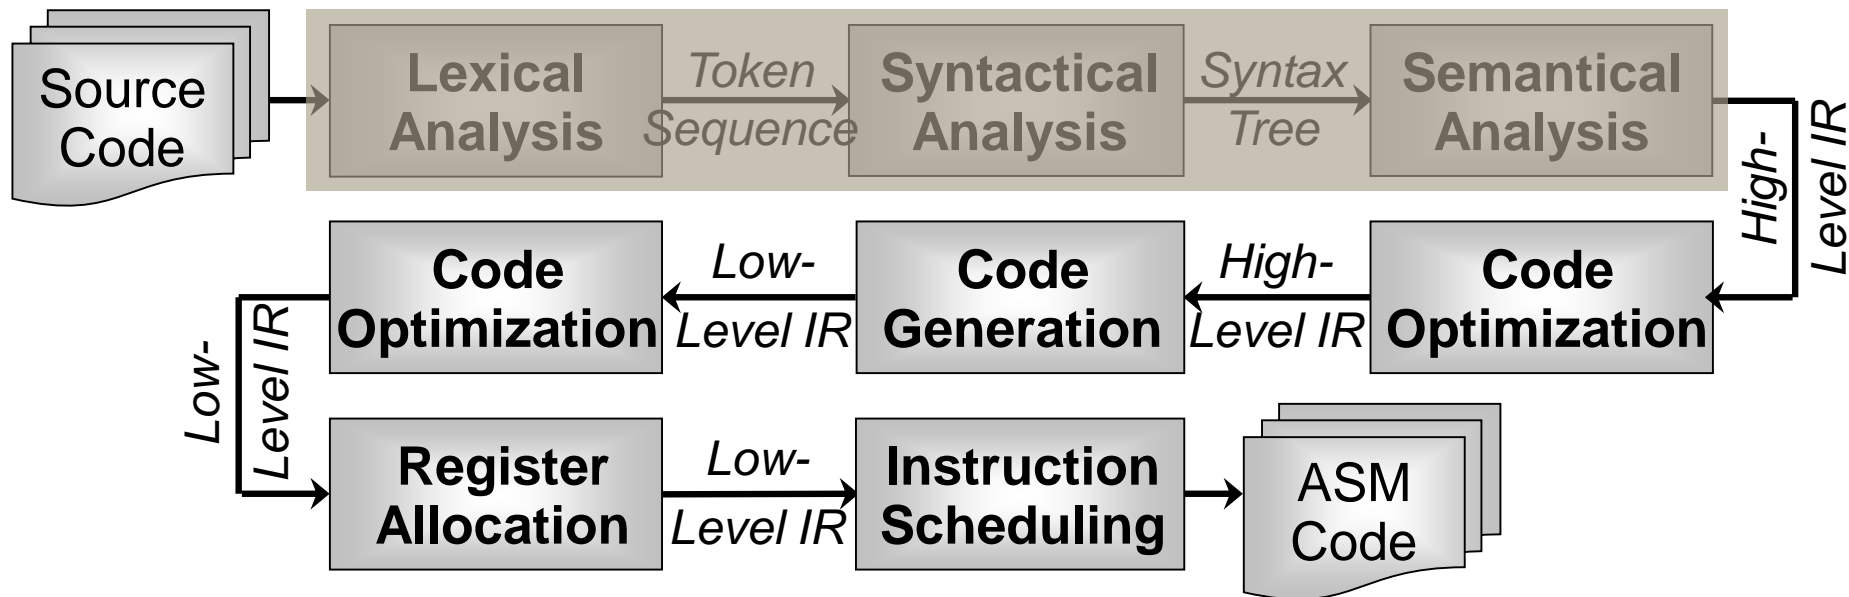 Source
Code
Lexical
Analysis
Token
Sequence
Syntactical
Analysis
Syntax
Tree
Semantical
Analysis
High-
Level IR
Code
Optimization
Low-
Level IR
Code
Generation
High-
Level IR
Code
Optimization
Low-
Level IR
Register
Allocation
Low-
Level IR
Instruction
Scheduling
ASM
Code